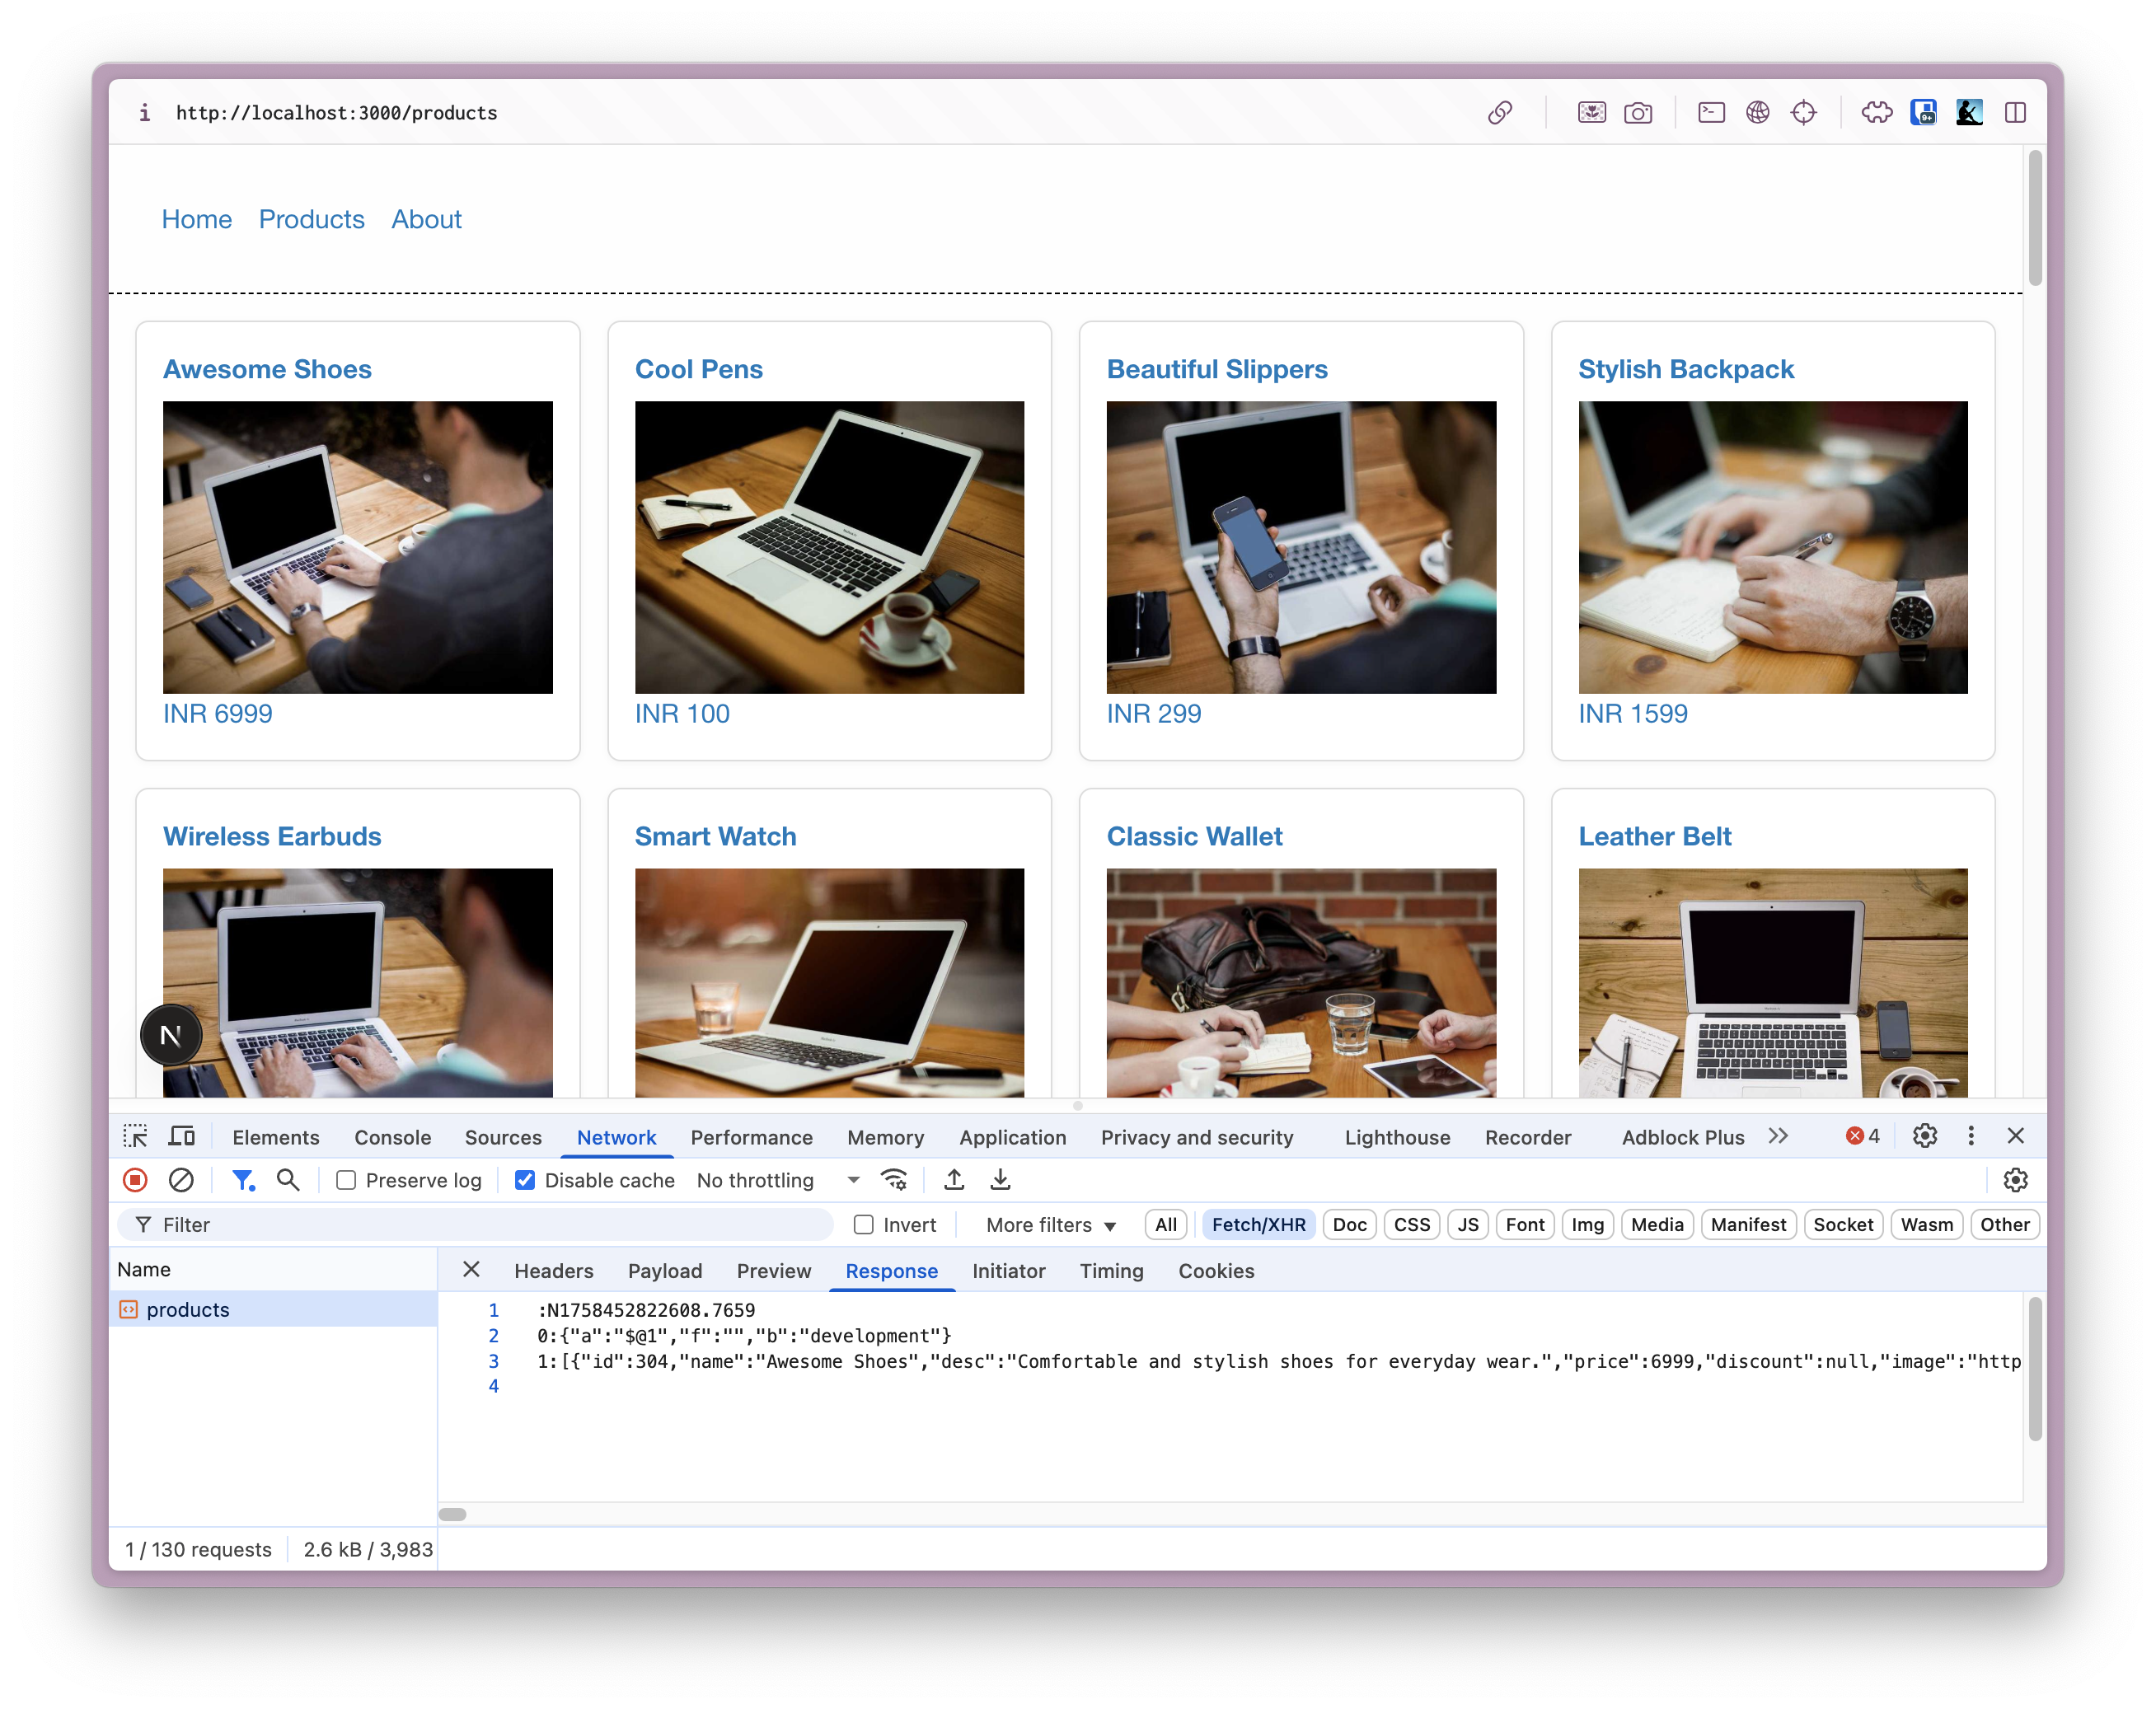 http://localhost:3000/products
9+
Home Products About
Awesome Shoes Cool Pens Beautiful Slippers Stylish Backpack
INR 6999 INR 100 INR 299 INR 1599
Wireless Earbuds Smart Watch Classic Wallet Leather Belt
N
Elements Console Sources Network Performance Memory Application Privacy and security Lighthouse Recorder Adblock Plus 4
Preserve log Disable cache No throttling
Filter Invert More filters All Fetch/XHR Doc CSS JS Font Img Media Manifest Socket Wasm Other
Name Headers Payload Preview Response Initiator Timing Cookies
products
1 :N1758452822608.7659
2 0:{"a":"$@1","f":"","b":"development"}
3 1:[{"id":304,"name":"Awesome Shoes","desc":"Comfortable and stylish shoes for everyday wear.","price":6999,"discount":null,"image":"http
4
1 / 130 requests 2.6 kB / 3,983